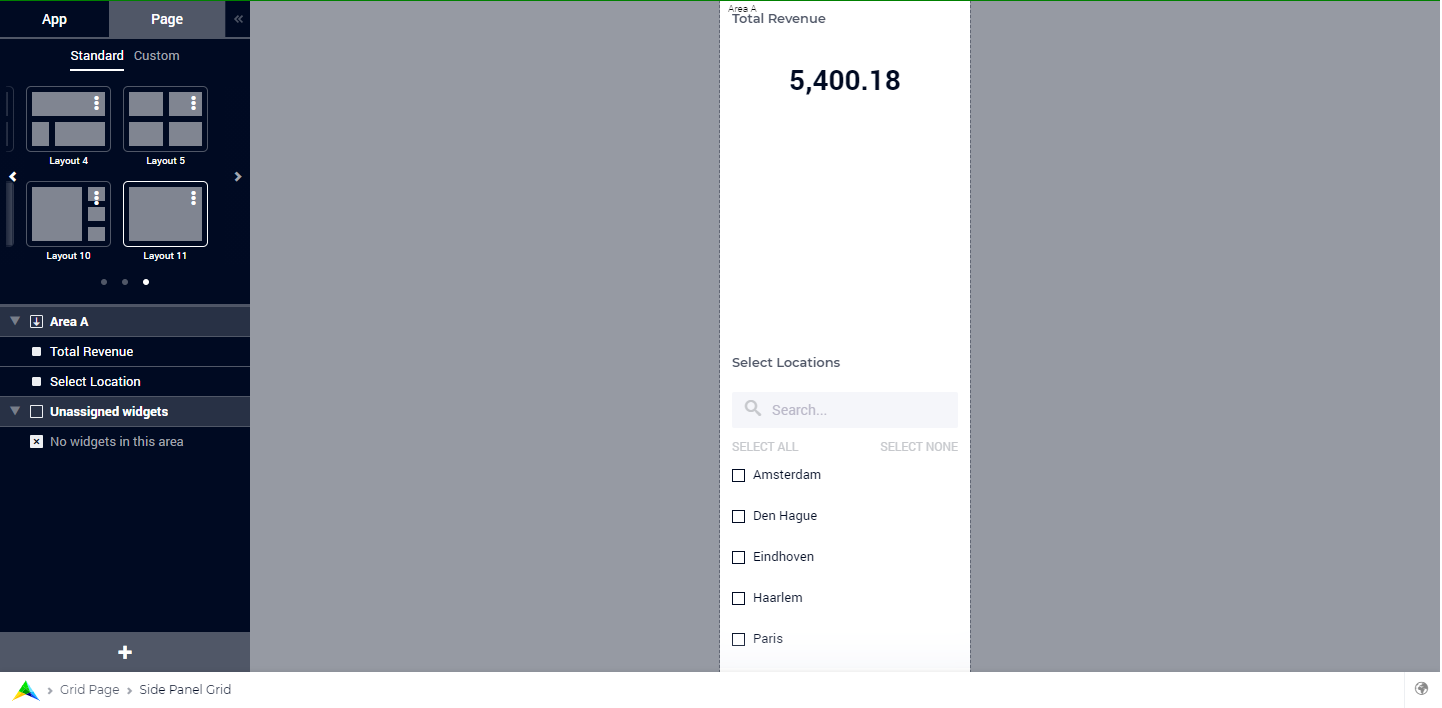 App
Page
Standard
Custom
Layout 4
Layout 5
Layout 10
Layout 11
Area A
Total Revenue
Select Location
Unassigned widgets
No widgets in this area
Area A
Total Revenue
5,400.18
Select Locations
Search...
SELECT ALL
SELECT NONE
Amsterdam
Den Hague
Eindhoven
Haarlem
Paris
Grid Page
Side Panel Grid